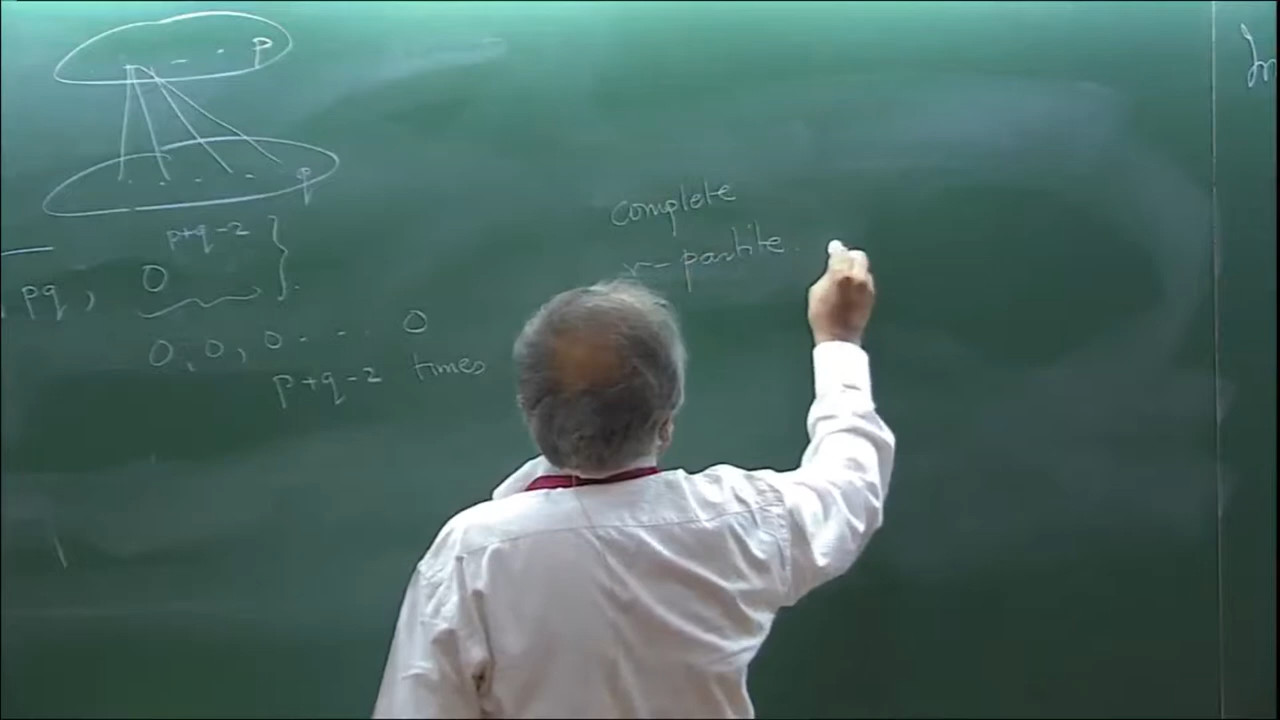 p
q
p+q-2
pq, 0 }.
0, 0, 0 . - . . 0
p+q-2 times
complete
r-partite.